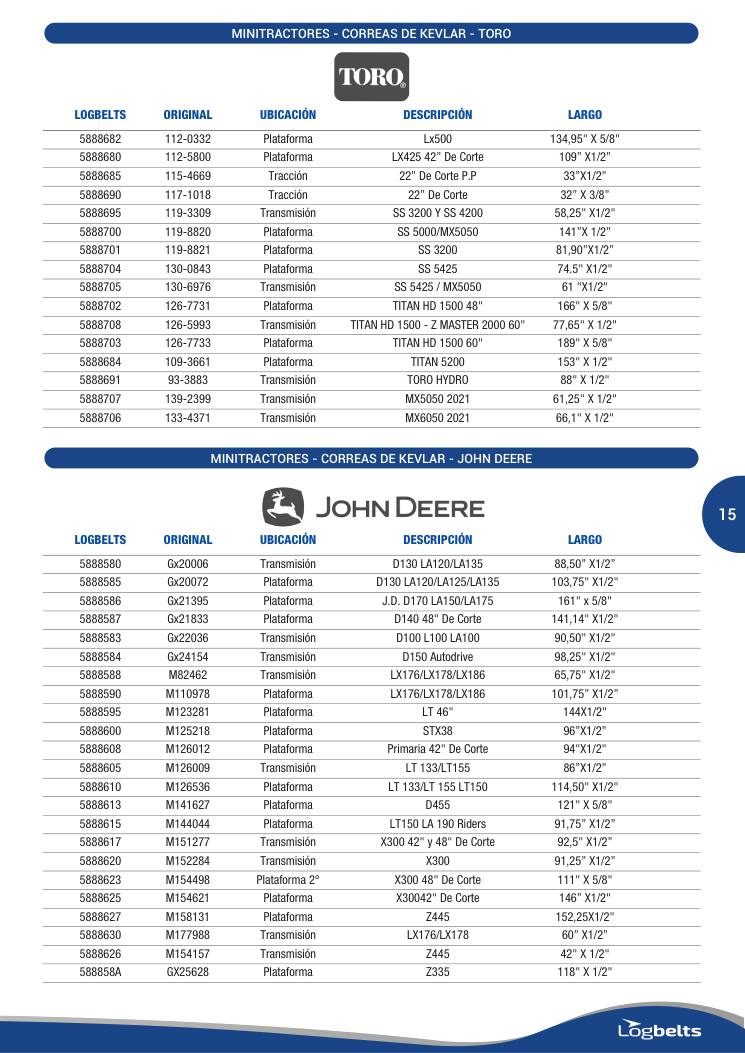 MINITRACTORES - CORREAS DE KEVLAR - TORO
TORO®
LOGBELTS ORIGINAL UBICACIÓN DESCRIPCIÓN LARGO
5888682 112-0332 Plataforma Lx500 134,95" X 5/8"
5888680 112-5800 Plataforma LX425 42” De Corte 109” X1/2”
5888685 115-4669 Tracción 22” De Corte P.P 33”X1/2”
5888690 117-1018 Tracción 22” De Corte 32” X 3/8”
5888695 119-3309 Transmisión SS 3200 Y SS 4200 58,25" X1/2"
5888700 119-8820 Plataforma SS 5000/MX5050 141”X 1/2”
5888701 119-8821 Plataforma SS 3200 81,90”X1/2”
5888704 130-0843 Plataforma SS 5425 74.5" X1/2"
5888705 130-6976 Transmisión SS 5425 / MX5050 61 "X1/2"
5888702 126-7731 Plataforma TITAN HD 1500 48" 166" X 5/8"
5888708 126-5993 Transmisión TITAN HD 1500 - Z MASTER 2000 60" 77,65" X 1/2"
5888703 126-7733 Plataforma TITAN HD 1500 60" 189" X 5/8"
5888684 109-3661 Plataforma TITAN 5200 153" X 1/2"
5888691 93-3883 Transmisión TORO HYDRO 88" X 1/2"
5888707 139-2399 Transmisión MX5050 2021 61,25" X 1/2"
5888706 133-4371 Transmisión MX6050 2021 66,1" X 1/2"
MINITRACTORES - CORREAS DE KEVLAR - JOHN DEERE
15
JOHN DEERE
LOGBELTS ORIGINAL UBICACIÓN DESCRIPCIÓN LARGO
5888580 Gx20006 Transmisión D130 LA120/LA135 88,50” X1/2”
5888585 Gx20072 Plataforma D130 LA120/LA125/LA135 103,75" X1/2"
5888586 Gx21395 Plataforma J.D. D170 LA150/LA175 161" x 5/8"
5888587 Gx21833 Plataforma D140 48" De Corte 141,14" X1/2"
5888583 Gx22036 Transmisión D100 L100 LA100 90,50" X1/2"
5888584 Gx24154 Transmisión D150 Autodrive 98,25" X1/2"
5888588 M82462 Transmisión LX176/LX178/LX186 65,75" X1/2"
5888590 M110978 Plataforma LX176/LX178/LX186 101,75” X1/2”
5888595 M123281 Plataforma LT 46" 144X1/2"
5888600 M125218 Plataforma STX38 96”X1/2”
5888608 M126012 Plataforma Primaria 42" De Corte 94"X1/2"
5888605 M126009 Transmisión LT 133/LT155 86”X1/2”
5888610 M126536 Plataforma LT 133/LT 155 LT150 114,50" X1/2"
5888613 M141627 Plataforma D455 121" X 5/8"
5888615 M144044 Plataforma LT150 LA 190 Riders 91,75” X1/2”
5888617 M151277 Transmisión X300 42" y 48" De Corte 92,5" X1/2”
5888620 M152284 Transmisión X300 91,25” X1/2”
5888623 M154498 Plataforma 2° X300 48" De Corte 111" X 5/8"
5888625 M154621 Plataforma X30042" De Corte 146” X1/2”
5888627 M158131 Plataforma Z445 152,25X1/2"
5888630 M177988 Transmisión LX176/LX178 60” X1/2”
5888626 M154157 Transmisión Z445 42" X 1/2"
588858A GX25628 Plataforma Z335 118" X 1/2"
Logbelts